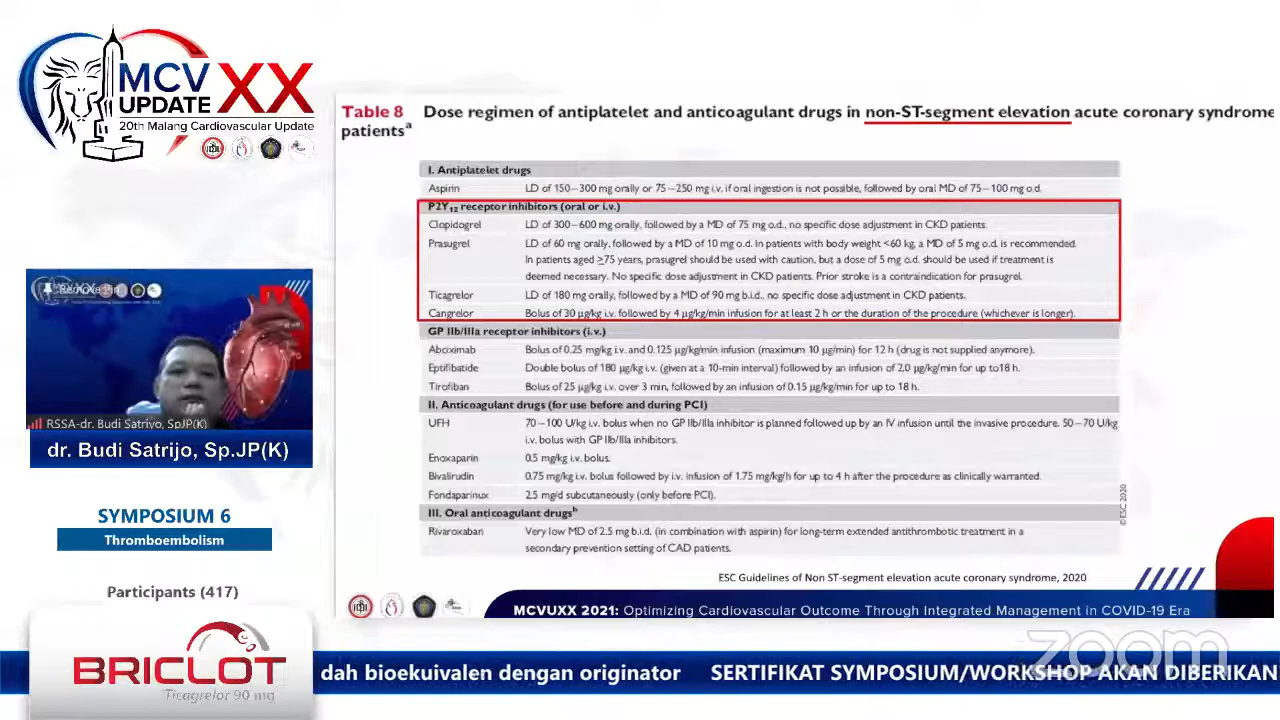 MCV XX
UPDATE
20th Malang Cardiovascular Update
Table 8 Dose regimen of antiplatelet and anticoagulant drugs in non-ST-segment elevation acute coronary syndrome
patientsª
I. Antiplatelet drugs
Aspirin LD of 150–300 mg orally or 75–250 mg i.v. if oral ingestion is not possible, followed by oral MD of 75–100 mg o.d.
P2Y₁₂ receptor inhibitors (oral or i.v.)
Clopidogrel LD of 300–600 mg orally, followed by a MD of 75 mg o.d., no specific dose adjustment in CKD patients.
Prasugrel LD of 60 mg orally, followed by a MD of 10 mg o.d. In patients with body weight <60 kg, a MD of 5 mg o.d. is recommended.
In patients aged ≥75 years, prasugrel should be used with caution, but a dose of 5 mg o.d. should be used if treatment is
deemed necessary. No specific dose adjustment in CKD patients. Prior stroke is a contraindication for prasugrel.
Ticagrelor LD of 180 mg orally, followed by a MD of 90 mg b.i.d., no specific dose adjustment in CKD patients.
Cangrelor Bolus of 30 µg/kg i.v. followed by 4 µg/kg/min infusion for at least 2 h or the duration of the procedure (whichever is longer).
GP IIb/IIIa receptor inhibitors (i.v.)
Abciximab Bolus of 0.25 mg/kg i.v. and 0.125 µg/kg/min infusion (maximum 10 µg/min) for 12 h (drug is not supplied anymore).
Eptifibatide Double bolus of 180 µg/kg i.v. (given at a 10-min interval) followed by an infusion of 2.0 µg/kg/min for up to18 h.
Tirofiban Bolus of 25 µg/kg i.v. over 3 min, followed by an infusion of 0.15 µg/kg/min for up to 18 h.
II. Anticoagulant drugs (for use before and during PCI)
UFH 70–100 U/kg i.v. bolus when no GP IIb/IIIa inhibitor is planned followed up by an IV infusion until the invasive procedure. 50–70 U/kg
i.v. bolus with GP IIb/IIIa inhibitors.
Enoxaparin 0.5 mg/kg i.v. bolus.
Bivalirudin 0.75 mg/kg i.v. bolus followed by i.v. infusion of 1.75 mg/kg/h for up to 4 h after the procedure as clinically warranted.
Fondaparinux 2.5 mg/d subcutaneously (only before PCI).
III. Oral anticoagulant drugsᵇ
Rivaroxaban Very low MD of 2.5 mg b.i.d. (in combination with aspirin) for long-term extended antithrombotic treatment in a
secondary prevention setting of CAD patients.
©ESC 2020
ESC Guidelines of Non ST-segment elevation acute coronary syndrome, 2020
MCVUXX 2021: Optimizing Cardiovascular Outcome Through Integrated Management in COVID-19 Era
Remove Pin
RSSA-dr. Budi Satriyo, SpJP(K)
dr. Budi Satrijo, Sp.JP(K)
SYMPOSIUM 6
Thromboembolism
Participants (417)
BRICLOT
Ticagrelor 90 mg
dah bioekuivalen dengan originator SERTIFIKAT SYMPOSIUM/WORKSHOP AKAN DIBERIKAN
zoom